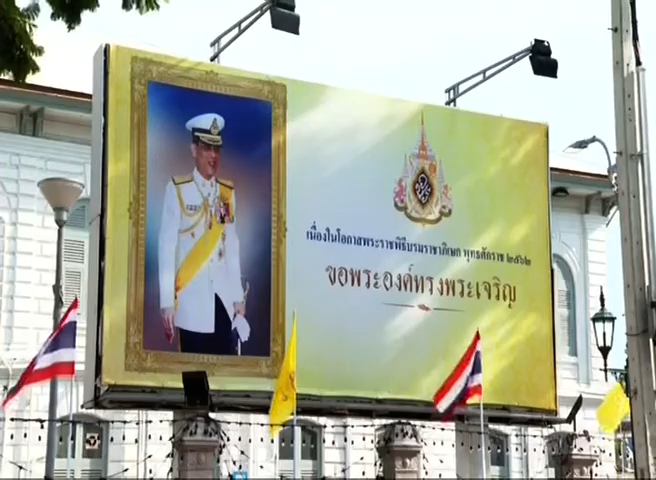 เนื่องในโอกาสพระราชพิธีบรมราชาภิเษก พุทธศักราช ๒๕๖๒
ขอพระองค์ทรงพระเจริญ